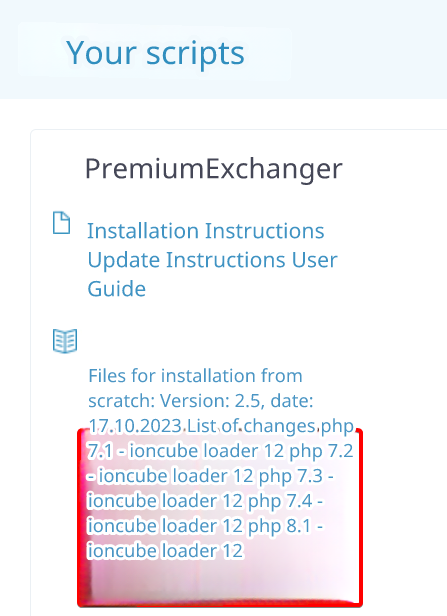 Your scripts
PremiumExchanger
Installation Instructions
Update Instructions User
Guide
Files for installation from
scratch: Version: 2.5, date:
17.10.2023 List of changes php
7.1 - ioncube loader 12 php 7.2
- ioncube loader 12 php 7.3 -
ioncube loader 12 php 7.4 -
ioncube loader 12 php 8.1 -
ioncube loader 12